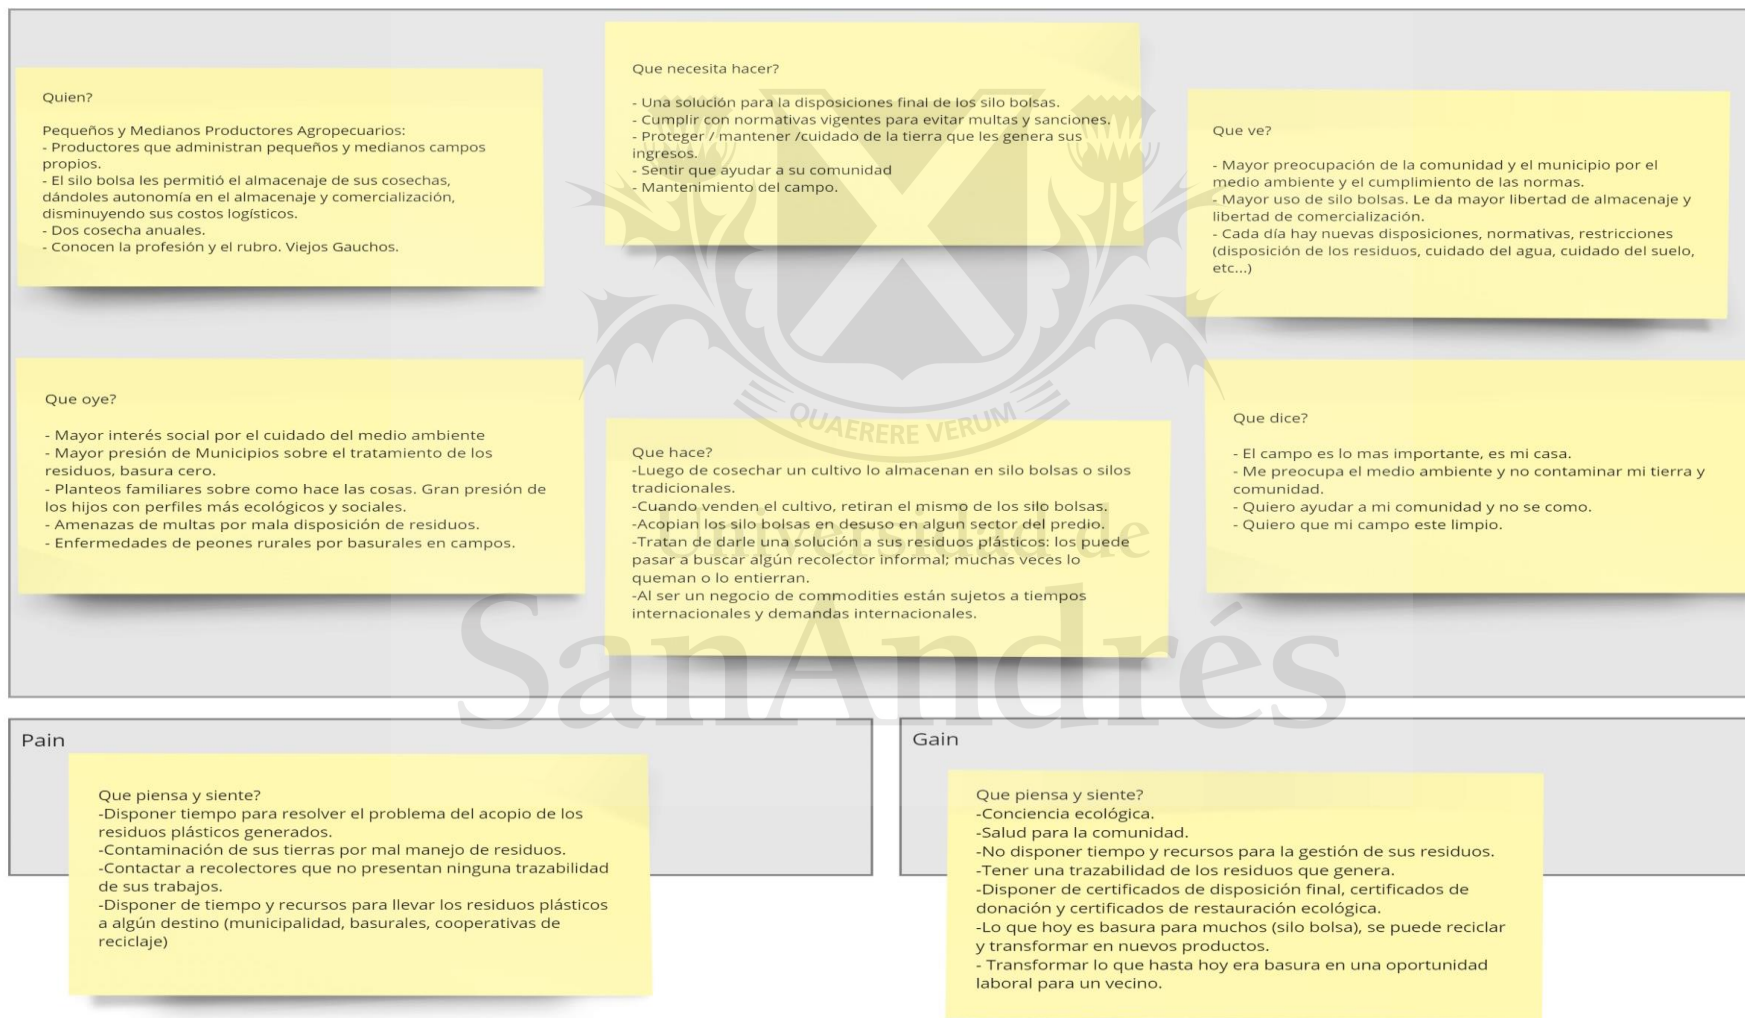 Quien?
Pequeños y Medianos Productores Agropecuarios:
- Productores que administran pequeños y medianos campos
propios.
- El silo bolsa les permitió el almacenaje de sus cosechas,
dándoles autonomía en el almacenaje y comercialización,
disminuyendo sus costos logísticos.
- Dos cosecha anuales.
- Conocen la profesión y el rubro. Viejos Gauchos.
Que necesita hacer?
- Una solución para la disposiciones final de los silo bolsas.
- Cumplir con normativas vigentes para evitar multas y sanciones.
- Proteger / mantener /cuidado de la tierra que les genera sus
ingresos.
- Sentir que ayudar a su comunidad
- Mantenimiento del campo.
Que ve?
- Mayor preocupación de la comunidad y el municipio por el
medio ambiente y el cumplimiento de las normas.
- Mayor uso de silo bolsas. Le da mayor libertad de almacenaje y
libertad de comercialización.
- Cada día hay nuevas disposiciones, normativas, restricciones
(disposición de los residuos, cuidado del agua, cuidado del suelo,
etc...)
Que oye?
- Mayor interés social por el cuidado del medio ambiente
- Mayor presión de Municipios sobre el tratamiento de los
residuos, basura cero.
- Planteos familiares sobre como hace las cosas. Gran presión de
los hijos con perfiles más ecológicos y sociales.
- Amenazas de multas por mala disposición de residuos.
- Enfermedades de peones rurales por basurales en campos.
Que hace?
-Luego de cosechar un cultivo lo almacenan en silo bolsas o silos
tradicionales.
-Cuando venden el cultivo, retiran el mismo de los silo bolsas.
-Acopian los silo bolsas en desuso en algun sector del predio.
-Tratan de darle una solución a sus residuos plásticos: los puede
pasar a buscar algún recolector informal; muchas veces lo
queman o lo entierran.
-Al ser un negocio de commodities están sujetos a tiempos
internacionales y demandas internacionales.
Que dice?
- El campo es lo mas importante, es mi casa.
- Me preocupa el medio ambiente y no contaminar mi tierra y
comunidad.
- Quiero ayudar a mi comunidad y no se como.
- Quiero que mi campo este limpio.
QUAERERE VERUM
Universidad de
SanAndrés
Pain
Que piensa y siente?
-Disponer tiempo para resolver el problema del acopio de los
residuos plásticos generados.
-Contaminación de sus tierras por mal manejo de residuos.
-Contactar a recolectores que no presentan ninguna trazabilidad
de sus trabajos.
-Disponer de tiempo y recursos para llevar los residuos plásticos
a algún destino (municipalidad, basurales, cooperativas de
reciclaje)
Gain
Que piensa y siente?
-Conciencia ecológica.
-Salud para la comunidad.
-No disponer tiempo y recursos para la gestión de sus residuos.
-Tener una trazabilidad de los residuos que genera.
-Disponer de certificados de disposición final, certificados de
donación y certificados de restauración ecológica.
-Lo que hoy es basura para muchos (silo bolsa), se puede reciclar
y transformar en nuevos productos.
- Transformar lo que hasta hoy era basura en una oportunidad
laboral para un vecino.